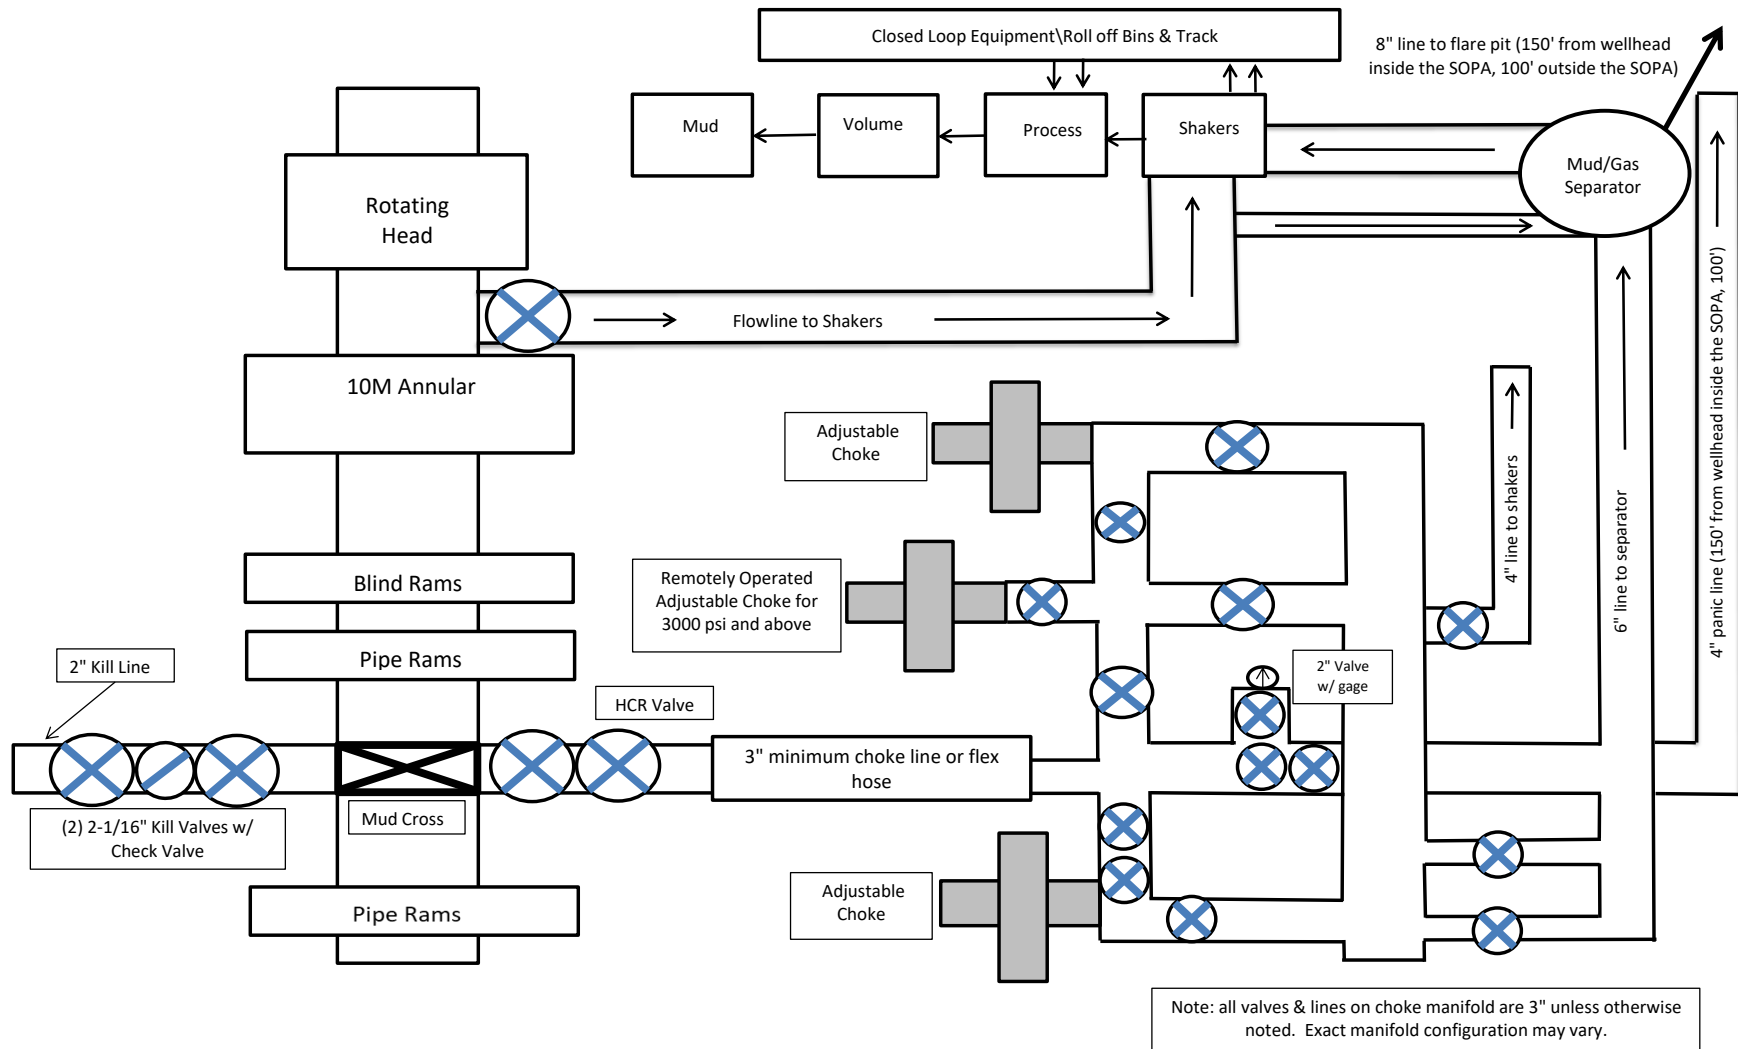 Closed Loop Equipment\Roll off Bins & Track
8" line to flare pit (150' from wellhead
inside the SOPA, 100' outside the SOPA)
Mud
Volume
Process
Shakers
Mud/Gas
Separator
Rotating
Head
Flowline to Shakers
10M Annular
Adjustable
Choke
Blind Rams
Remotely Operated
Adjustable Choke for
3000 psi and above
Pipe Rams
2" Kill Line
HCR Valve
2" Valve
w/ gage
4" line to shakers
6" line to separator
4" panic line (150' from wellhead inside the SOPA, 100')
3" minimum choke line or flex
hose
Mud Cross
(2) 2-1/16" Kill Valves w/
Check Valve
Adjustable
Choke
Pipe Rams
Note: all valves & lines on choke manifold are 3" unless otherwise
noted.  Exact manifold configuration may vary.